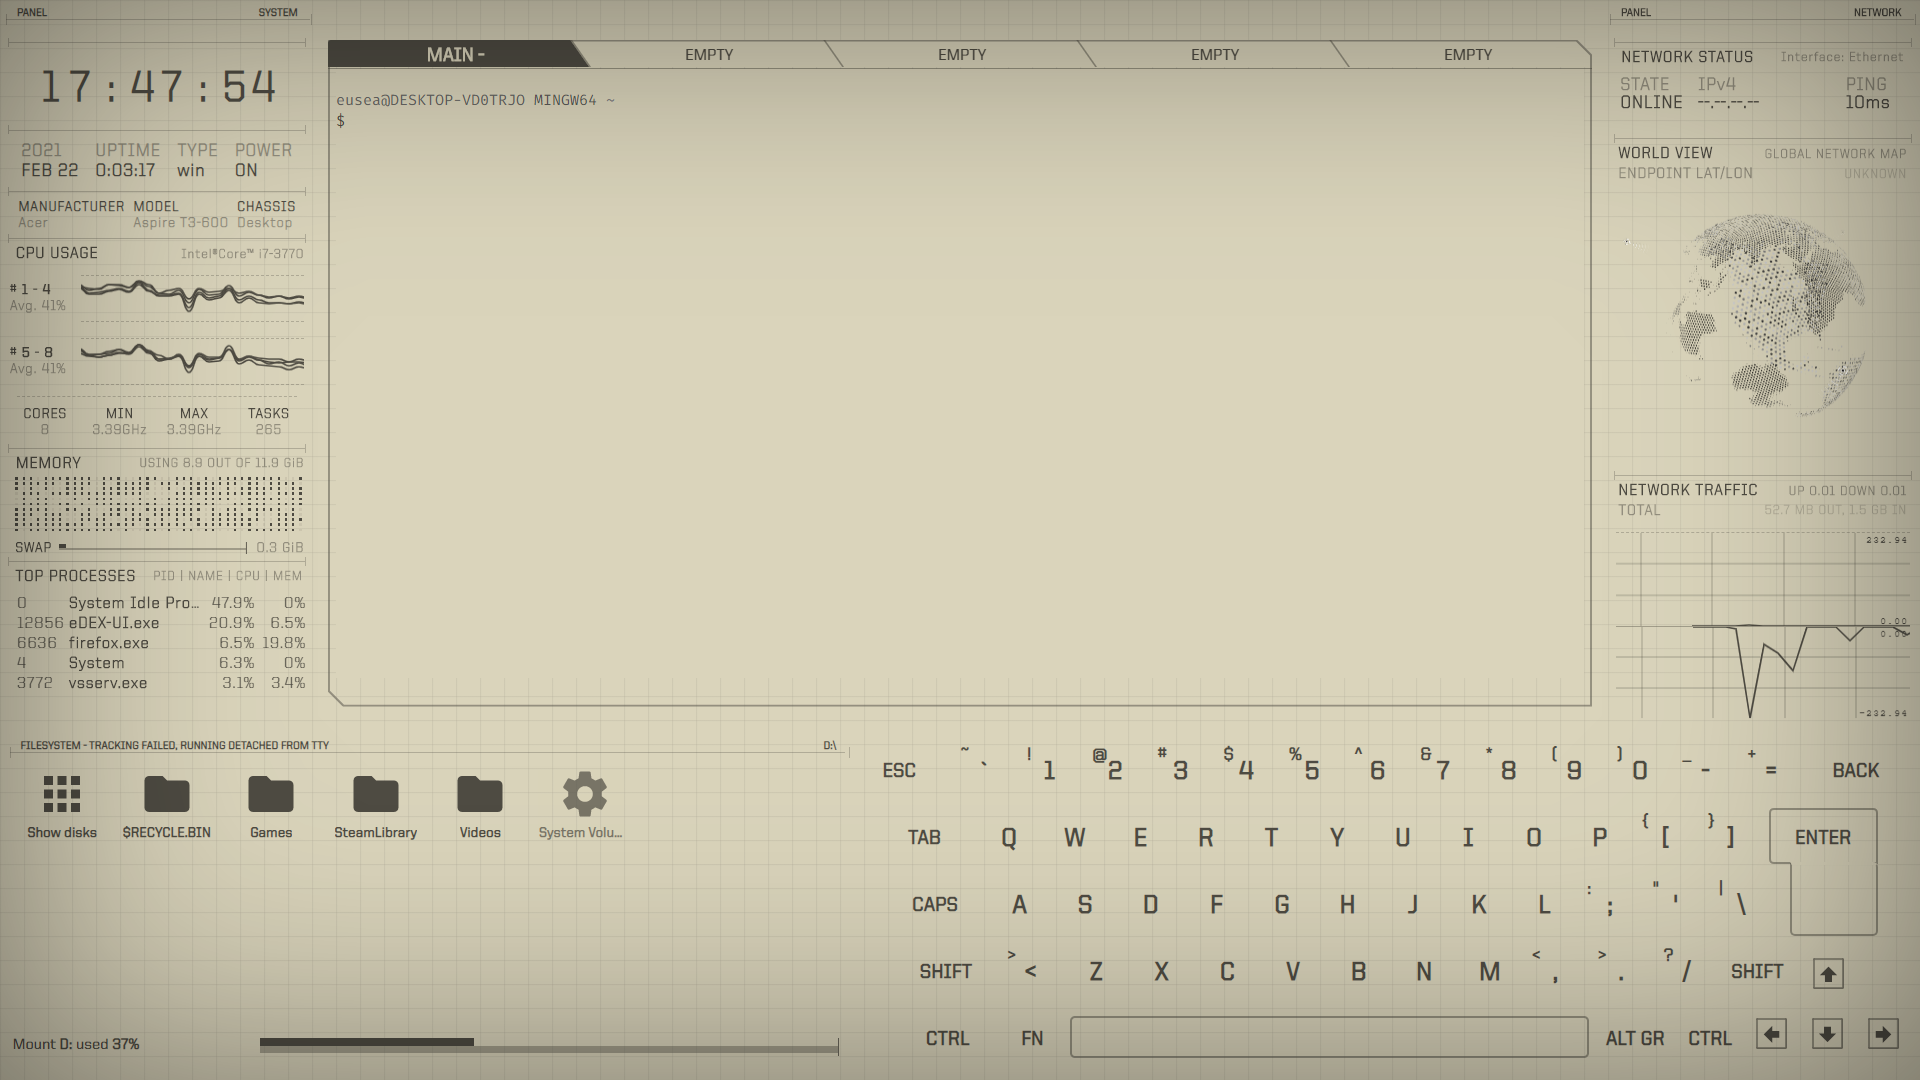 PANEL SYSTEM
17:47:54
2021 UPTIME TYPE POWER
FEB 22 0:03:17 win ON
MANUFACTURER MODEL CHASSIS
Acer Aspire T3-600 Desktop
CPU USAGE Intel®Core™ i7-3770
# 1 - 4
Avg. 41%
# 5 - 8
Avg. 41%
CORES MIN MAX TASKS
8 3.39GHz 3.39GHz 265
MEMORY USING 8.9 OUT OF 11.9 GiB
SWAP 0.3 GiB
TOP PROCESSES PID | NAME | CPU | MEM
0 System Idle Pro... 47.9% 0%
12856 eDEX-UI.exe 20.9% 6.5%
6636 firefox.exe 6.5% 19.8%
4 System 6.3% 0%
3772 vsserv.exe 3.1% 3.4%
MAIN - EMPTY EMPTY EMPTY EMPTY
eusea@DESKTOP-VD0TRJO MINGW64 ~
$
PANEL NETWORK
NETWORK STATUS Interface: Ethernet
STATE IPv4 PING
ONLINE --.--.--.-- 10ms
WORLD VIEW GLOBAL NETWORK MAP
ENDPOINT LAT/LON UNKNOWN
NETWORK TRAFFIC UP 0.01 DOWN 0.01
TOTAL 52.7 MB OUT, 1.5 GB IN
232.94
0.00
0.00
-232.94
FILESYSTEM - TRACKING FAILED, RUNNING DETACHED FROM TTY D:\
Show disks $RECYCLE.BIN Games SteamLibrary Videos System Volu...
Mount D: used 37%
ESC ~ ` ! 1 @ 2 # 3 $ 4 % 5 ^ 6 & 7 * 8 ( 9 ) 0 _ - + = BACK
TAB Q W E R T Y U I O P { [ } ] ENTER
CAPS A S D F G H J K L : ; " ' | \
SHIFT > < Z X C V B N M < , > . ? / SHIFT
CTRL FN ALT GR CTRL